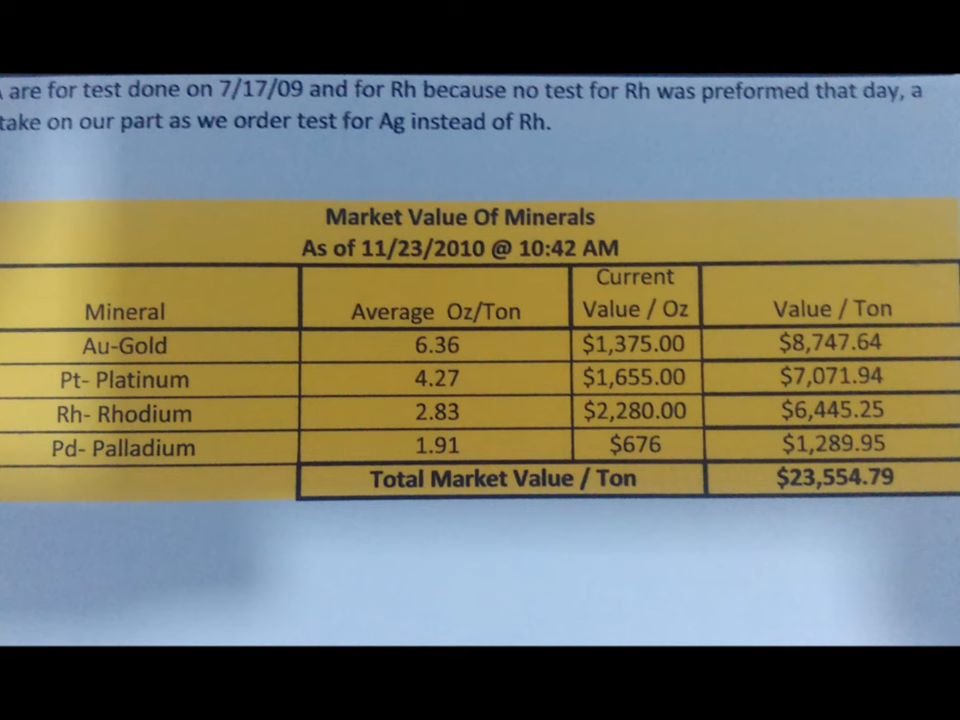 are for test done on 7/17/09 and for Rh because no test for Rh was preformed that day, a
take on our part as we order test for Ag instead of Rh.
Market Value Of Minerals
As of 11/23/2010 @ 10:42 AM
Mineral Average Oz/Ton Current Value / Oz Value / Ton
Au-Gold 6.36 $1,375.00 $8,747.64
Pt- Platinum 4.27 $1,655.00 $7,071.94
Rh- Rhodium 2.83 $2,280.00 $6,445.25
Pd- Palladium 1.91 $676 $1,289.95
Total Market Value / Ton $23,554.79